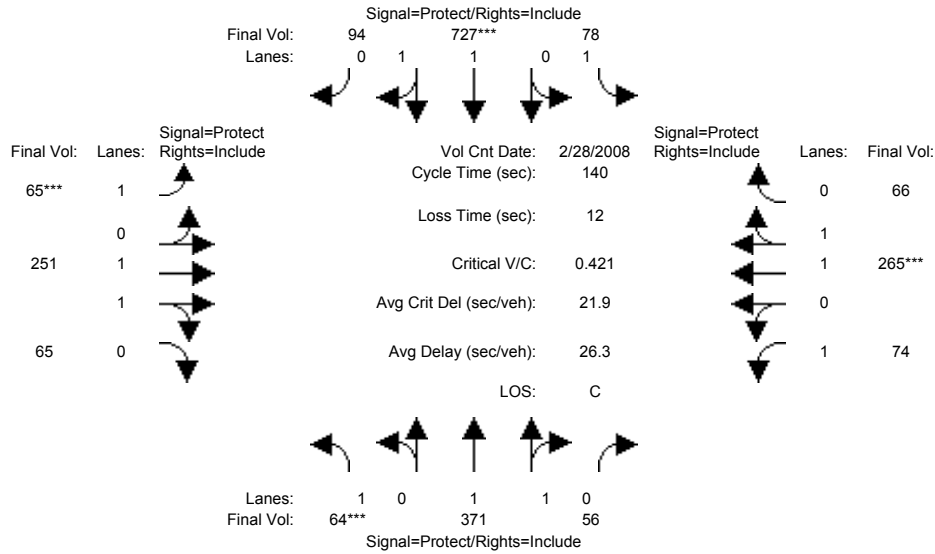 Signal=Protect/Rights=Include
Final Vol: 94 727*** 78
Lanes: 0 1 1 0 1
Signal=Protect Signal=Protect
Final Vol: Lanes: Rights=Include Vol Cnt Date: 2/28/2008 Rights=Include Lanes: Final Vol:
Cycle Time (sec): 140
65*** 1 0 66
Loss Time (sec): 12
0 1
251 1 Critical V/C: 0.421 1 265***
1 Avg Crit Del (sec/veh): 21.9 0
65 0 Avg Delay (sec/veh): 26.3 1 74
LOS: C
Lanes: 1 0 1 1 0
Final Vol: 64*** 371 56
Signal=Protect/Rights=Include